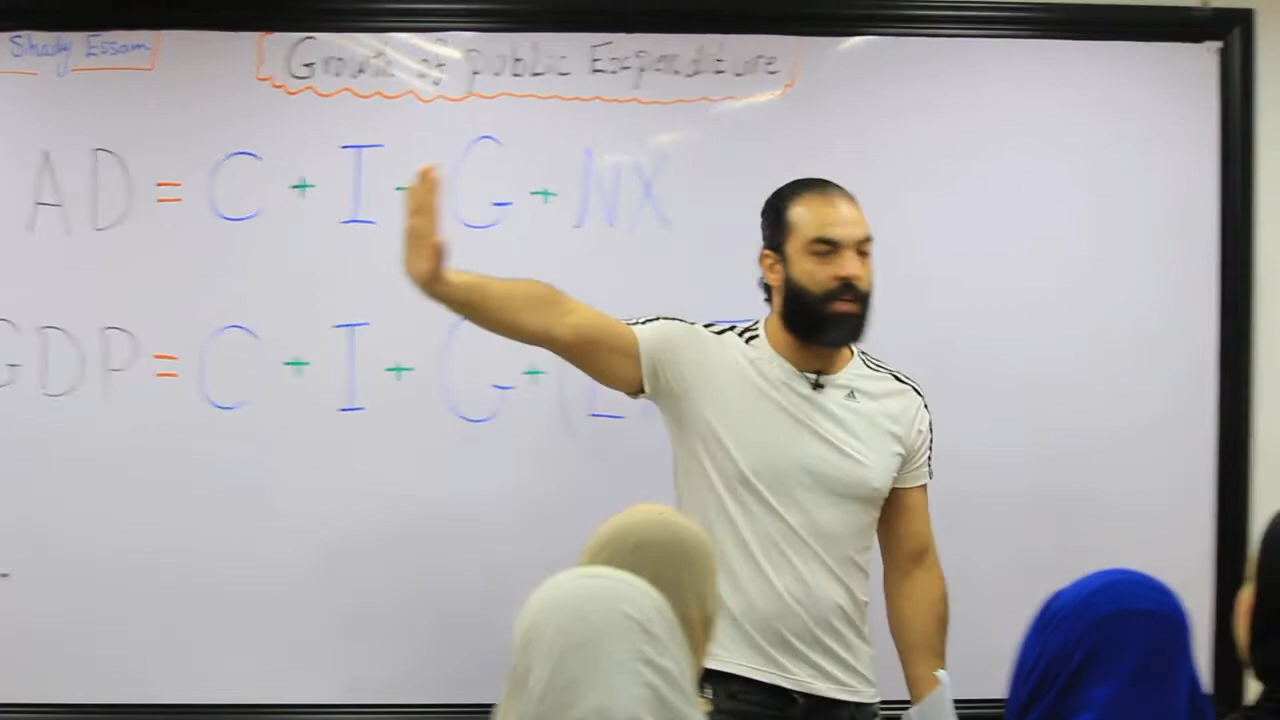 Shady Essam
Growth of public Expenditure
AD = C + I + G + NX
GDP = C + I + G +